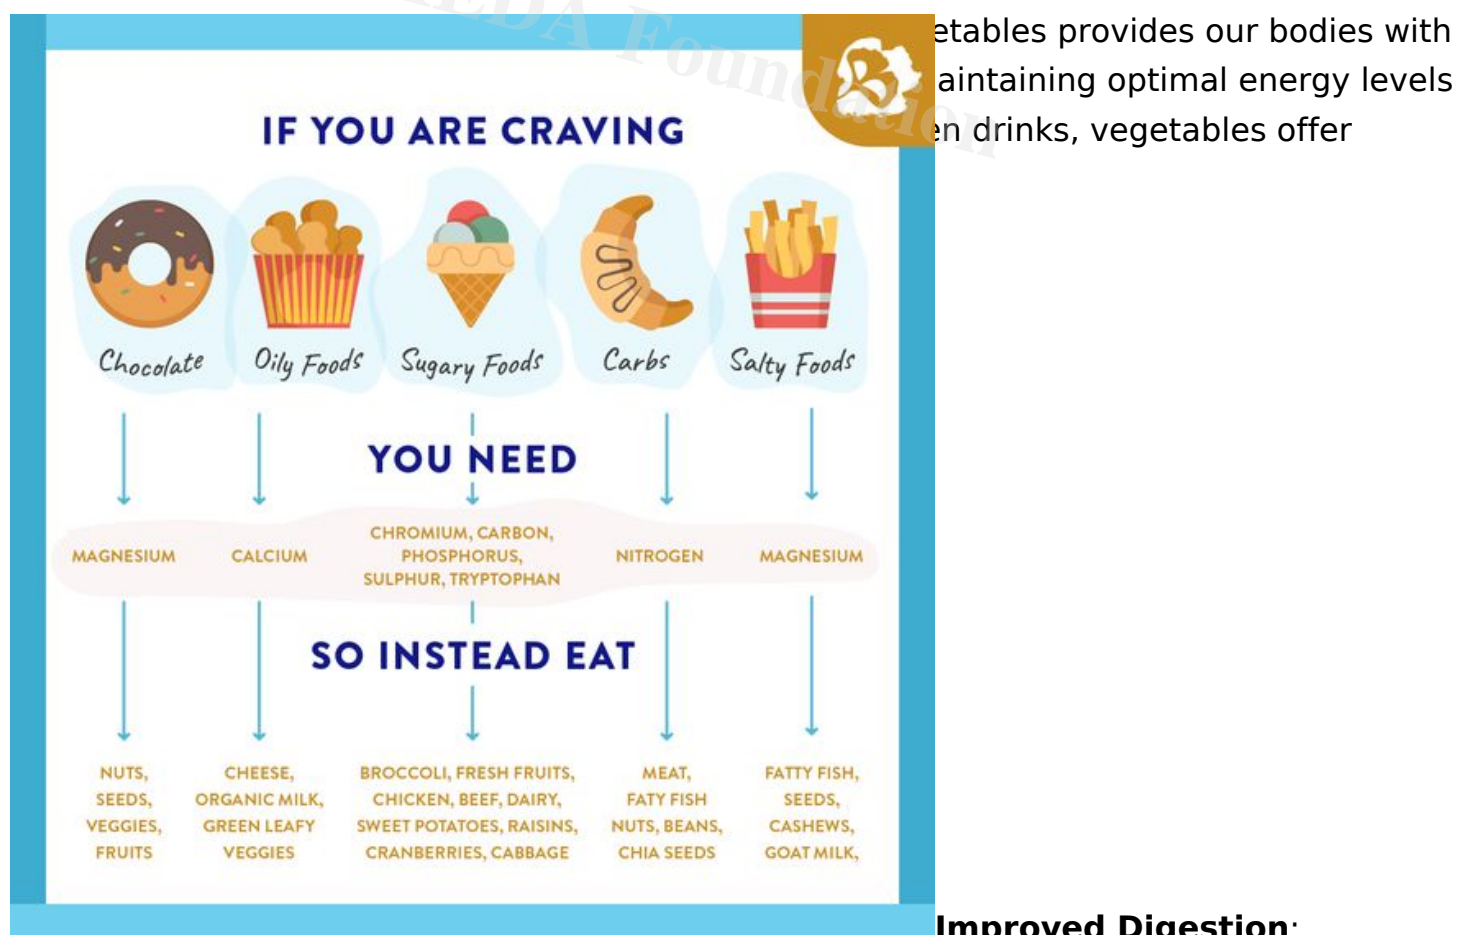 EDA Foundation
etables provides our bodies with
aintaining optimal energy levels
en drinks, vegetables offer
IF YOU ARE CRAVING
Chocolate
Oily Foods
Sugary Foods
Carbs
Salty Foods
YOU NEED
MAGNESIUM
CALCIUM
CHROMIUM, CARBON,
PHOSPHORUS,
SULPHUR, TRYPTOPHAN
NITROGEN
MAGNESIUM
SO INSTEAD EAT
NUTS,
SEEDS,
VEGGIES,
FRUITS
CHEESE,
ORGANIC MILK,
GREEN LEAFY
VEGGIES
BROCCOLI, FRESH FRUITS,
CHICKEN, BEEF, DAIRY,
SWEET POTATOES, RAISINS,
CRANBERRIES, CABBAGE
MEAT,
FATY FISH
NUTS, BEANS,
CHIA SEEDS
FATTY FISH,
SEEDS,
CASHEWS,
GOAT MILK,
Improved Digestion: